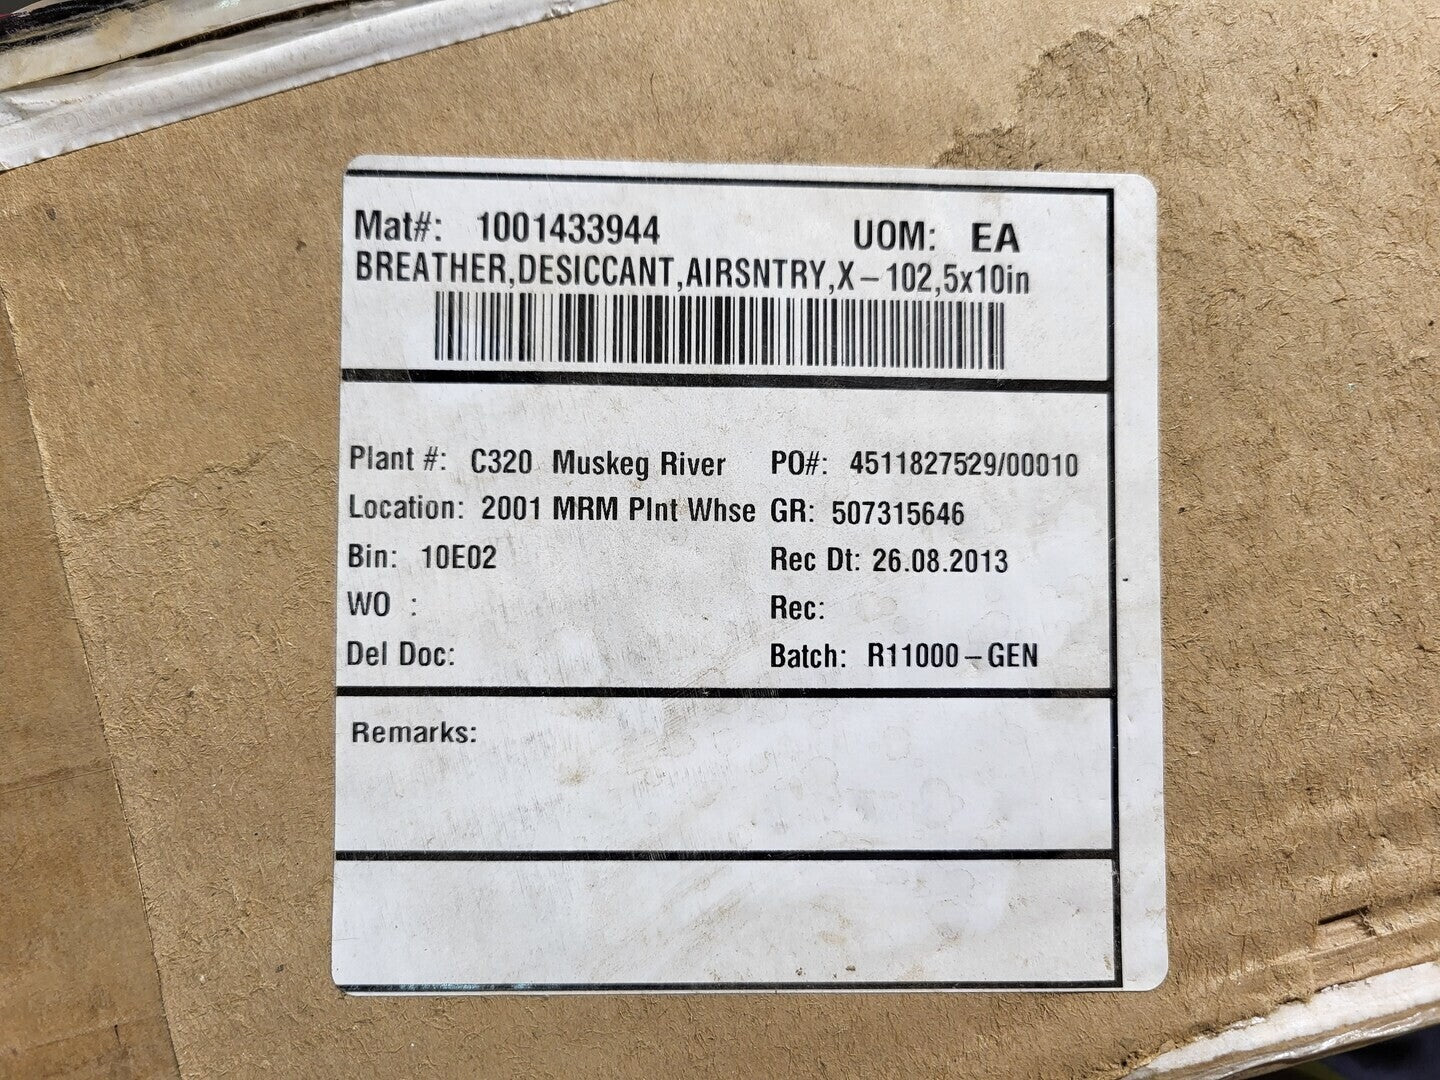 Mat#: 1001433944 UOM: EA
BREATHER,DESICCANT,AIRSNTRY,X-102,5x10in
Plant #: C320 Muskeg River PO#: 4511827529/00010
Location: 2001 MRM Plnt Whse GR: 507315646
Bin: 10E02 Rec Dt: 26.08.2013
WO : Rec:
Del Doc: Batch: R11000-GEN
Remarks: